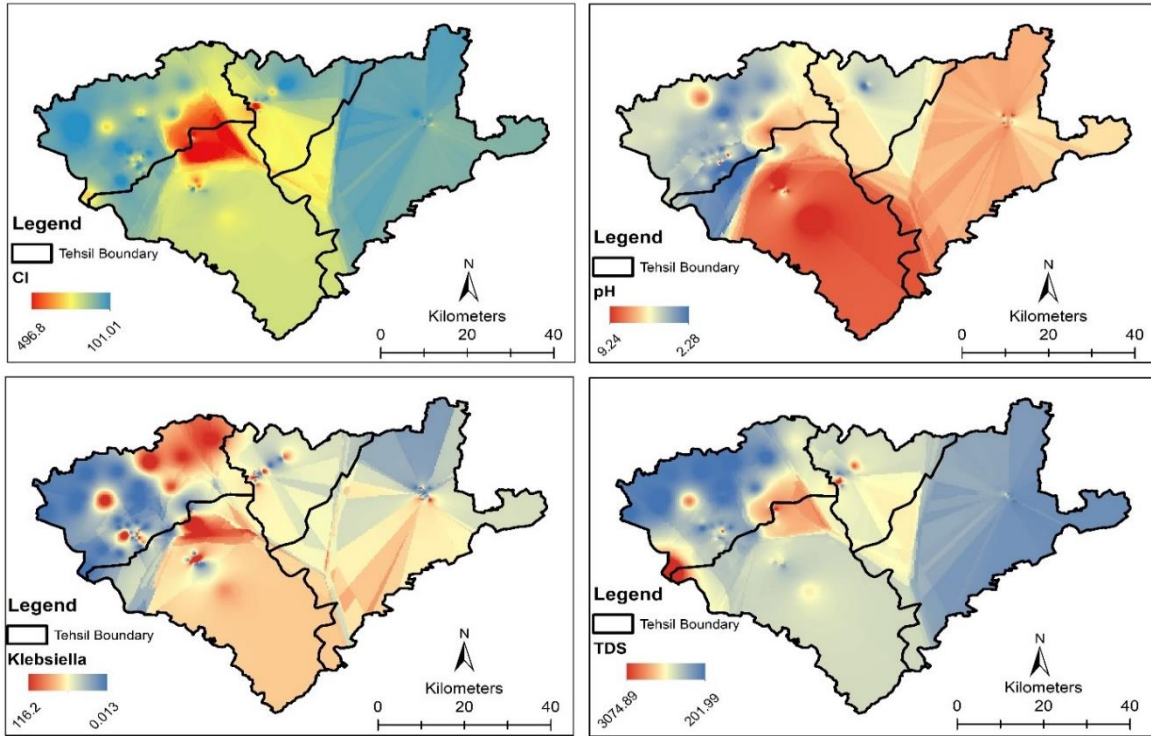 Legend
Tehsil Boundary
Cl
496.8
101.01
N
Kilometers
0 20 40
Legend
Tehsil Boundary
pH
9.24
2.28
N
Kilometers
0 20 40
Legend
Tehsil Boundary
Klebsiella
116.2
0.013
N
Kilometers
0 20 40
Legend
Tehsil Boundary
TDS
3074.89
201.99
N
Kilometers
0 20 40